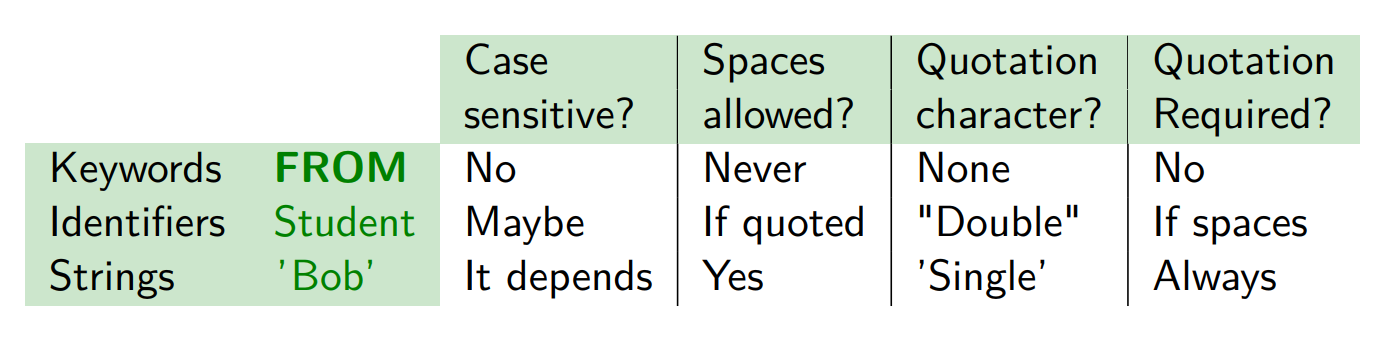 Case Spaces Quotation Quotation
sensitive? allowed? character? Required?
Keywords FROM No Never None No
Identifiers Student Maybe If quoted "Double" If spaces
Strings 'Bob' It depends Yes 'Single' Always